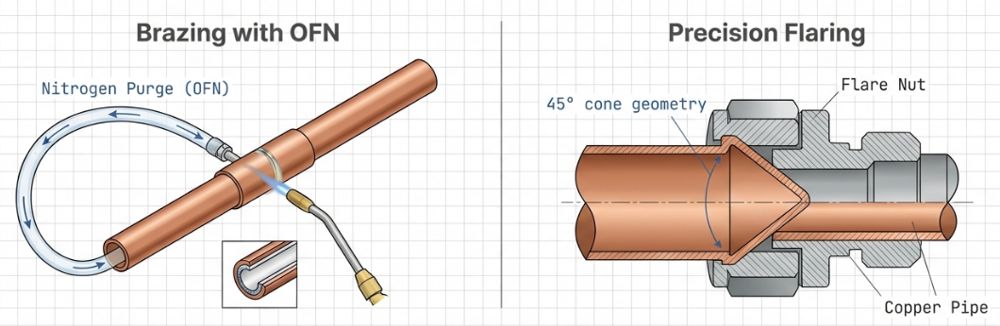 Brazing with OFN
Nitrogen Purge (OFN)
Precision Flaring
45° cone geometry
Flare Nut
Copper Pipe